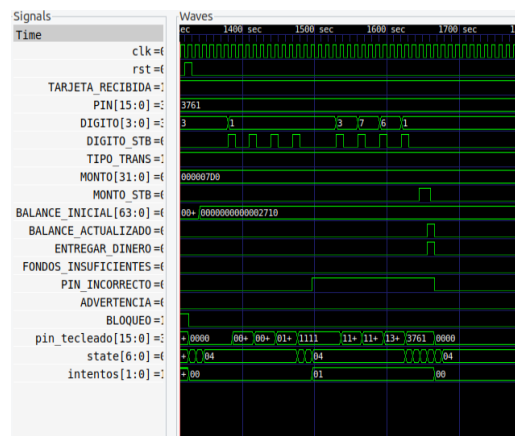 Signals
Waves
Time
ec 1400 sec 1500 sec 1600 sec 1700 sec 1
clk =0
rst =0
TARJETA_RECIBIDA =1
PIN[15:0] =3 3761
DIGITO[3:0] =3 3 1 3 7 6 1
DIGITO_STB =0
TIPO_TRANS =1
MONTO[31:0] =0 000007D0
MONTO_STB =0
BALANCE_INICIAL[63:0] =0 00+ 0000000000002710
BALANCE_ACTUALIZADO =0
ENTREGAR_DINERO =0
FONDOS_INSUFICIENTES =0
PIN_INCORRECTO =0
ADVERTENCIA =0
BLOQUEO =1
pin_tecleado[15:0] =3 + 0000 00+ 00+ 01+ 1111 11+ 11+ 13+ 3761 0000
state[6:0] =0 + 04 04 04
intentos[1:0] =1 + 00 01 00